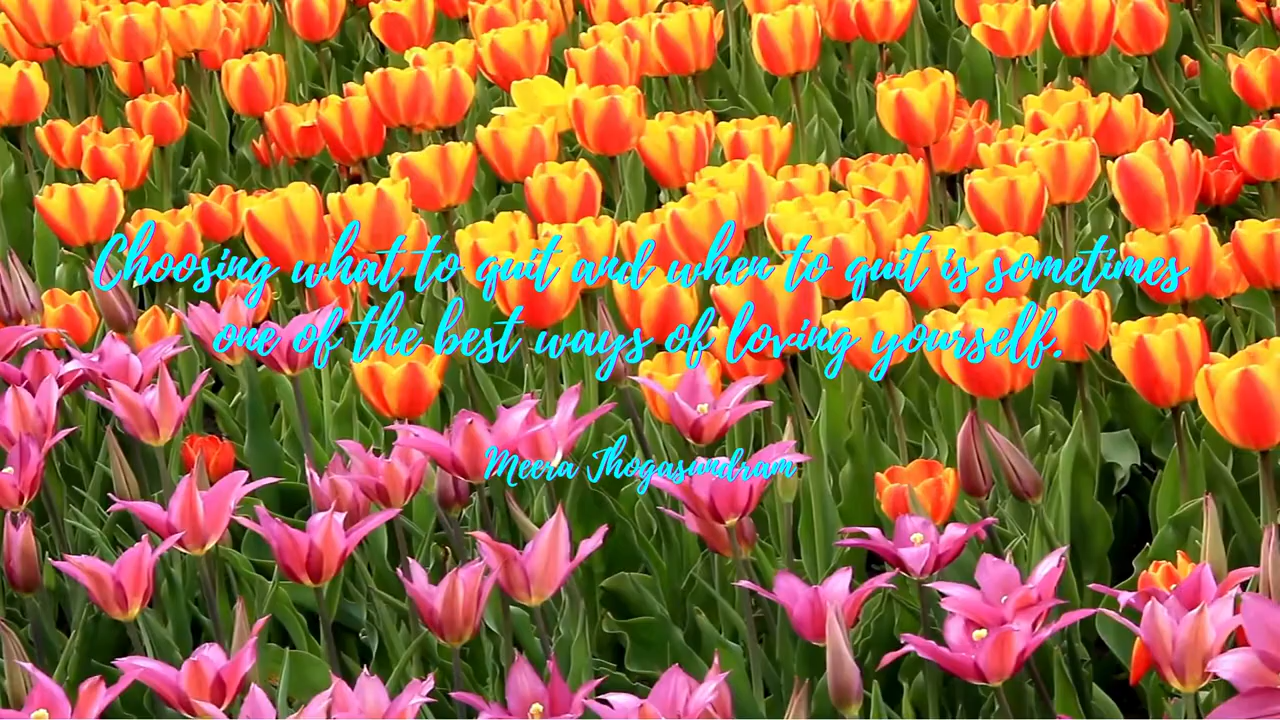 Choosing what to quit and when to quit is sometimes
one of the best ways of loving yourself.
Meera Thogasundram